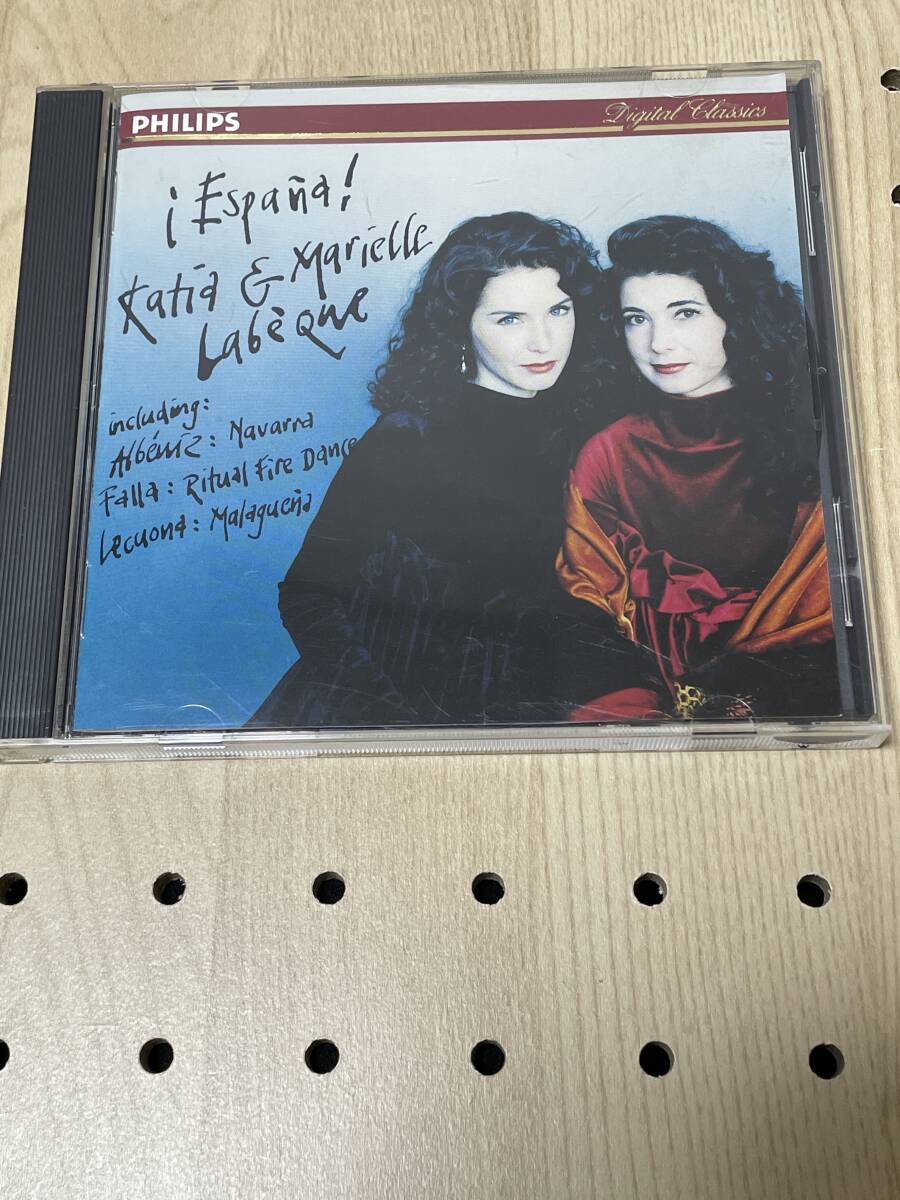 PHILIPS
Digital Classics
¡España!
Katia & Marielle
Labèque
including:
Albéniz: Navarra
Falla: Ritual Fire Dance
Lecuona: Malagueña